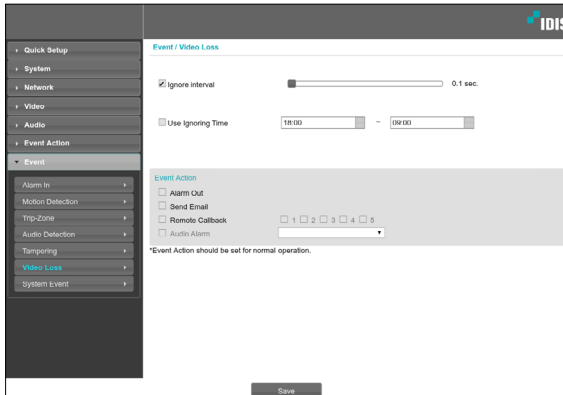 IDIS
Quick Setup
System
Network
Video
Audio
Event Action
Event
Alarm In
Motion Detection
Trip-Zone
Audio Detection
Tampering
Video Loss
System Event
Event / Video Loss
Ignore interval 0.1 sec.
Use Ignoring Time 18:00 ~ 09:00
Event Action
Alarm Out
Send Email
Remote Callback 1 2 3 4 5
Audio Alarm
*Event Action should be set for normal operation.
Save